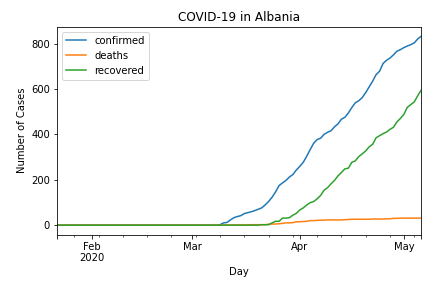 COVID-19 in Albania
confirmed
deaths
recovered
Number of Cases
800
600
400
200
0
Feb
2020
Mar
Apr
May
Day